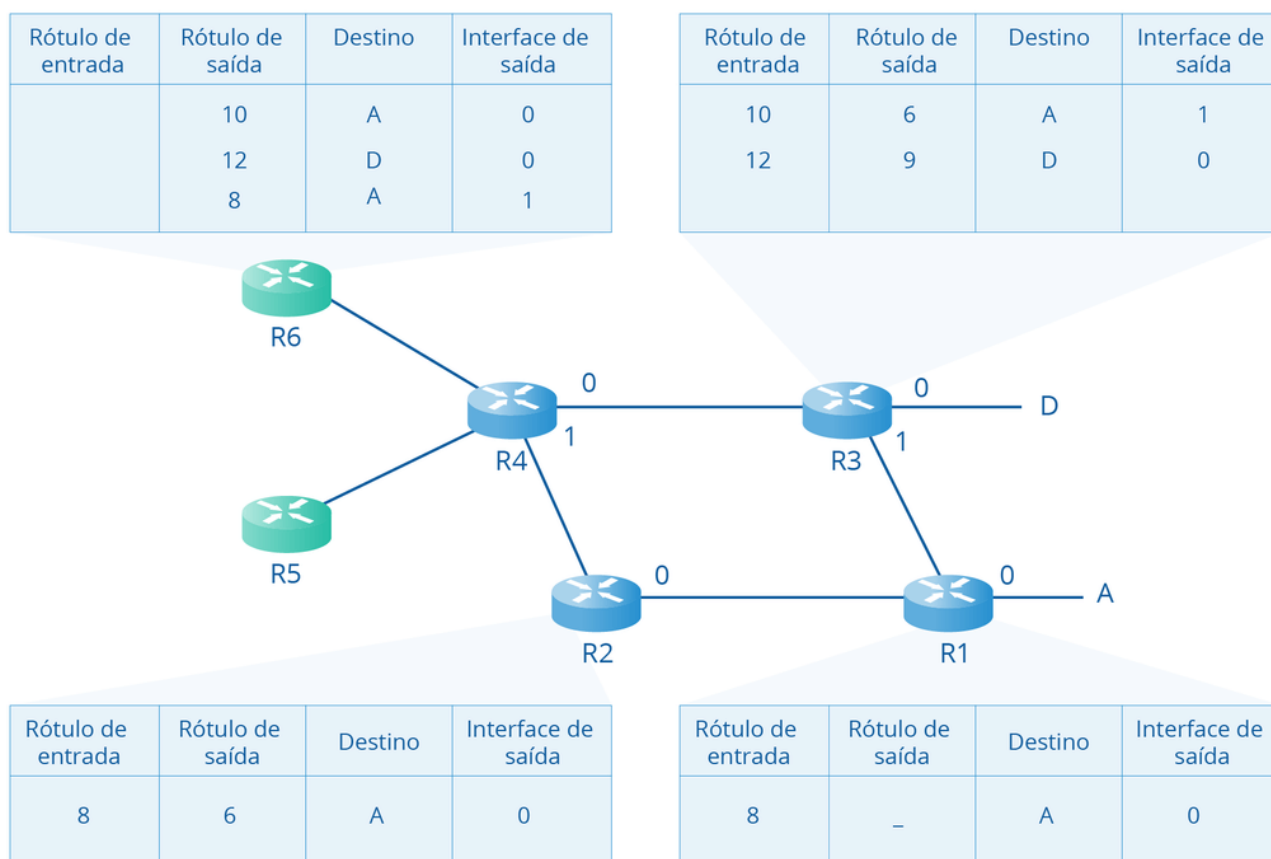 Rótulo de entrada Rótulo de saída Destino Interface de saída
10 A 0
12 D 0
8 A 1
Rótulo de entrada Rótulo de saída Destino Interface de saída
10 6 A 1
12 9 D 0
R6
0
0
D
1
R4
1
R3
R5
0
0
A
R2
R1
Rótulo de entrada Rótulo de saída Destino Interface de saída
8 6 A 0
Rótulo de entrada Rótulo de saída Destino Interface de saída
8 _ A 0